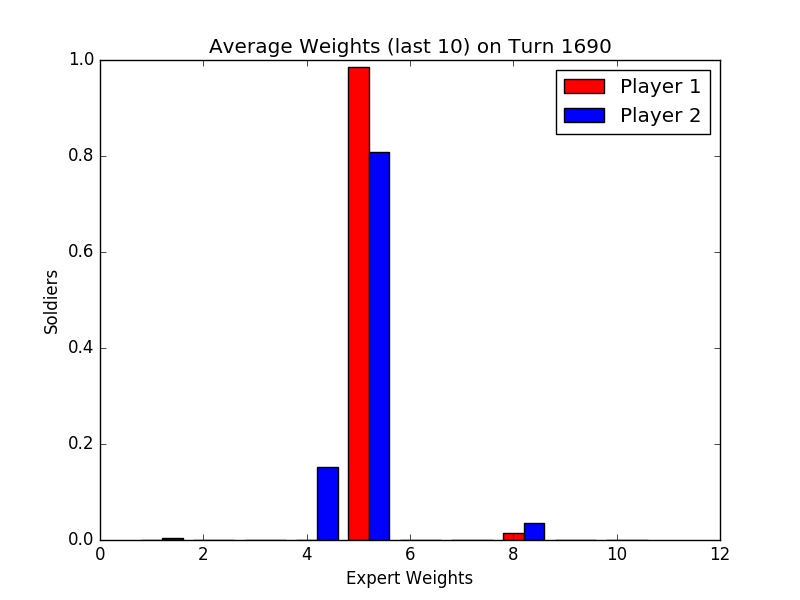 Average Weights (last 10) on Turn 1690
1.0
0.8
0.6
0.4
0.2
0.0
Soldiers
Player 1
Player 2
0 2 4 6 8 10 12
Expert Weights